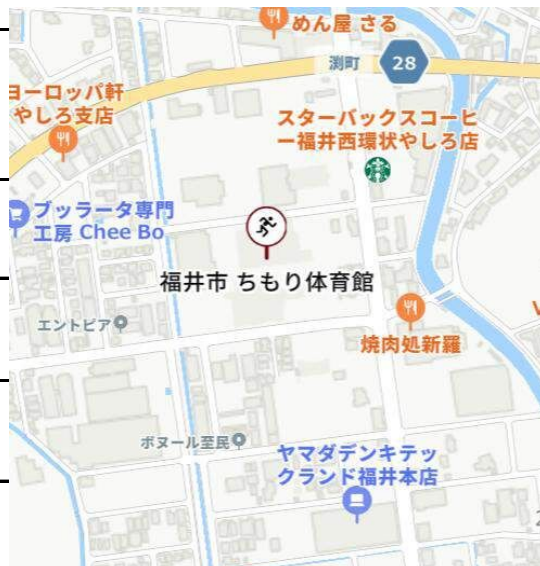 めん屋 さる
渕町
28
ヨーロッパ軒
やしろ支店
スターバックスコーヒ
ー福井西環状やしろ店
ブッラータ専門
工房 Chee Bo
福井市 ちもり体育館
エントピア
焼肉処新羅
ボヌール至民
ヤマダデンキテッ
クランド福井本店